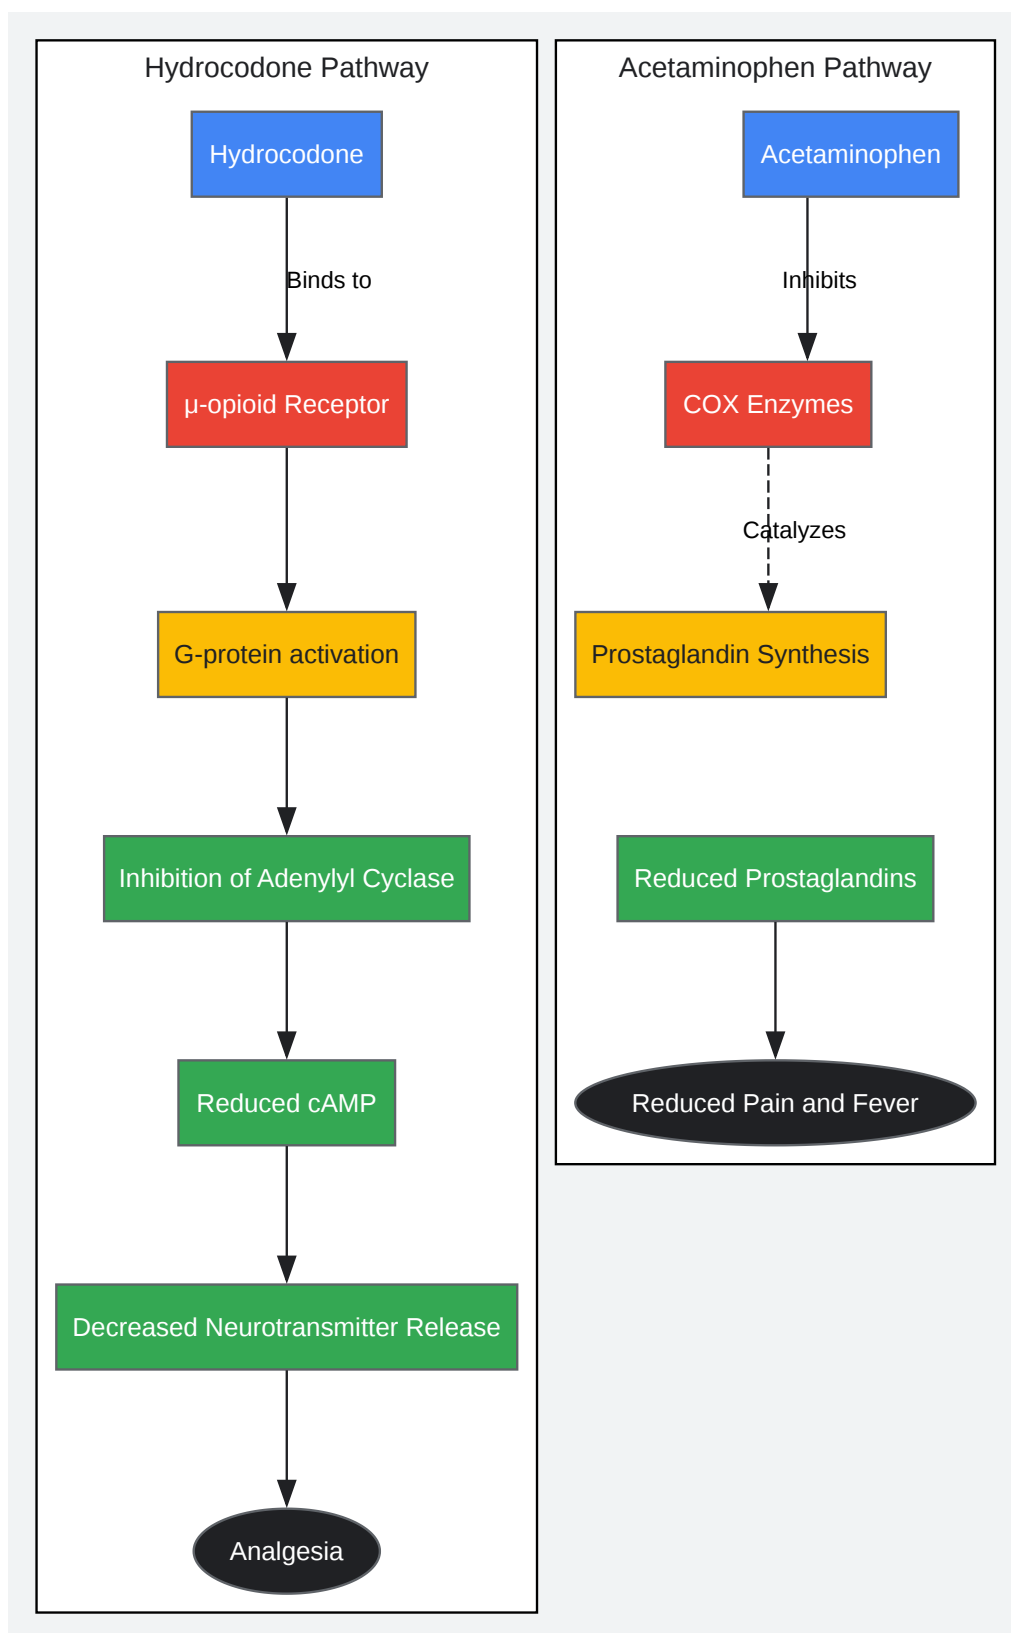 Hydrocodone Pathway
Hydrocodone
Binds to
μ-opioid Receptor
G-protein activation
Inhibition of Adenylyl Cyclase
Reduced cAMP
Decreased Neurotransmitter Release
Analgesia
Acetaminophen Pathway
Acetaminophen
Inhibits
COX Enzymes
Catalyzes
Prostaglandin Synthesis
Reduced Prostaglandins
Reduced Pain and Fever